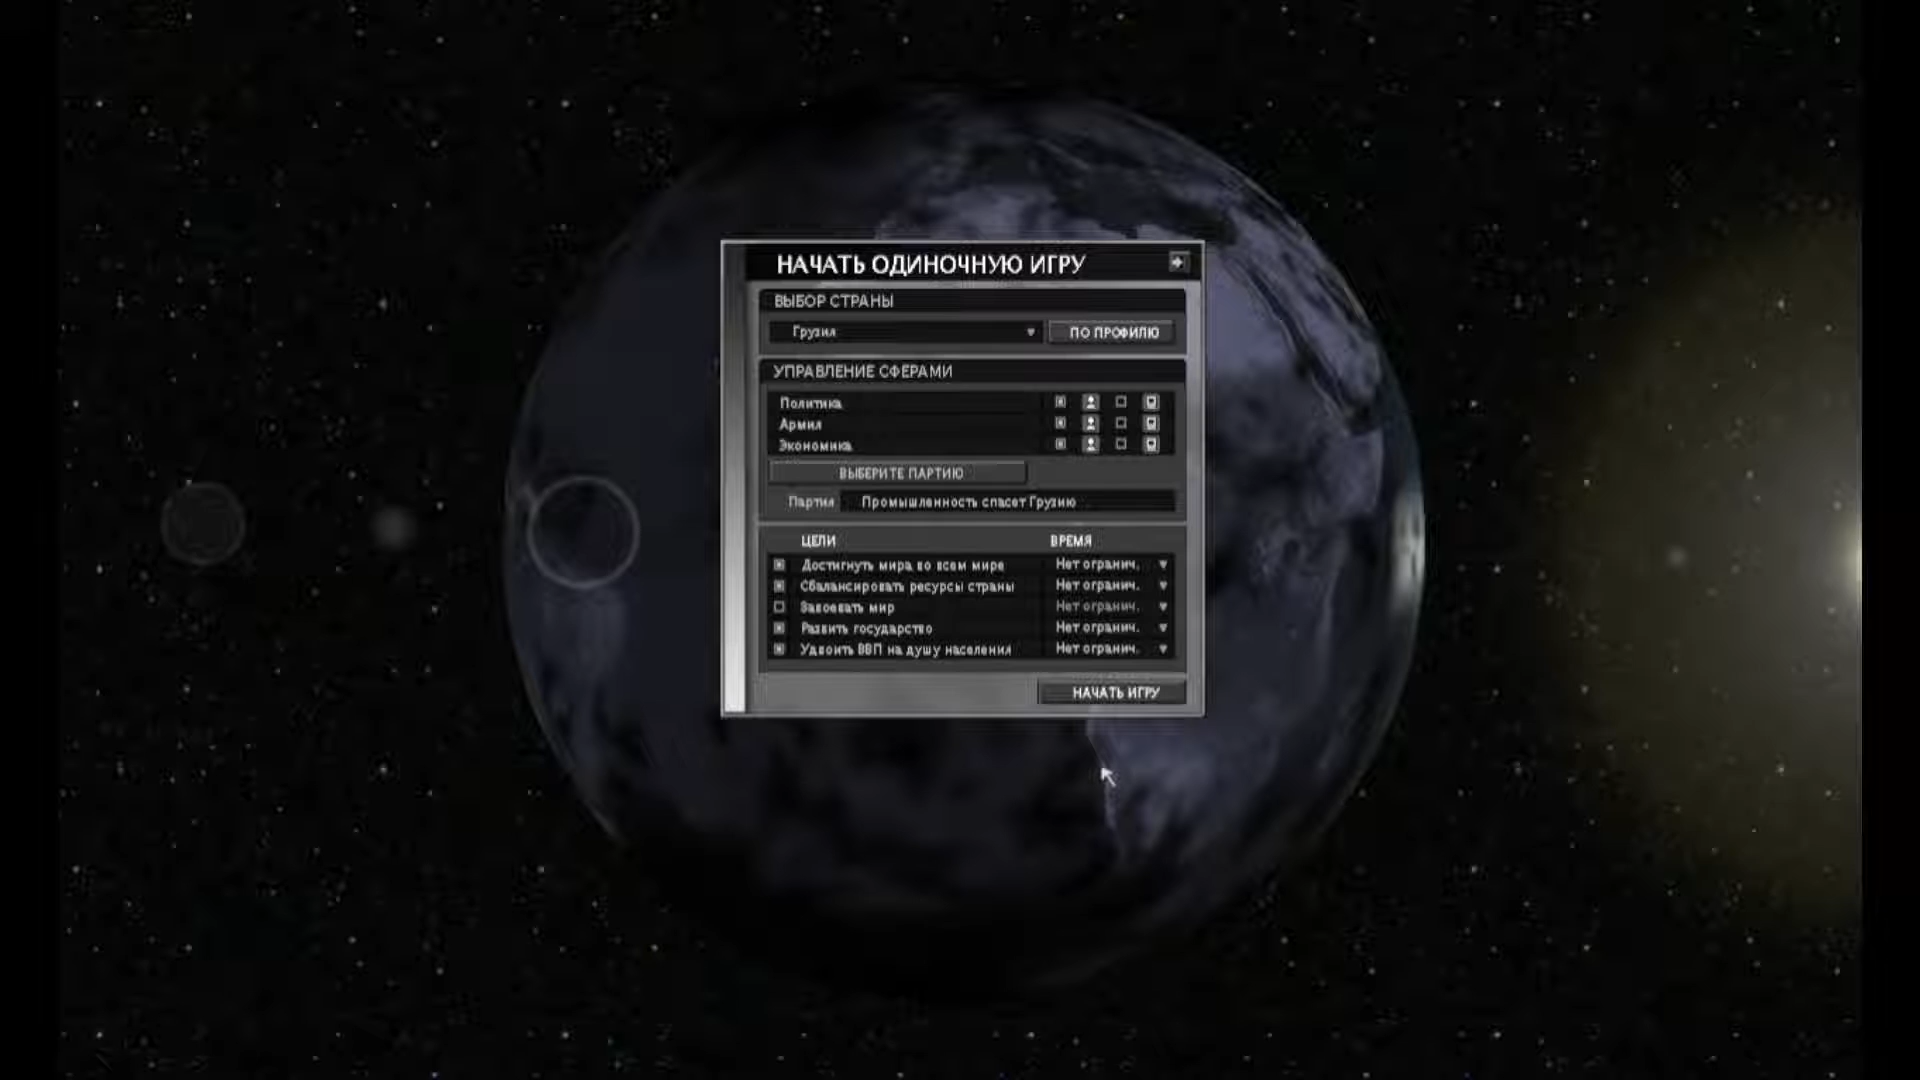 НАЧАТЬ ОДИНОЧНУЮ ИГРУ
ВЫБОР СТРАНЫ
Грузия
ПО ПРОФИЛЮ
УПРАВЛЕНИЕ СФЕРАМИ
Политика
Армия
Экономика
ВЫБЕРИТЕ ПАРТИЮ
Партия Промышленность спасет Грузию
ЦЕЛИ ВРЕМЯ
Достигнуть мира во всем мире Нет огранич.
Сбалансировать ресурсы страны Нет огранич.
Завоевать мир Нет огранич.
Развить государство Нет огранич.
Удвоить ВВП на душу населения Нет огранич.
НАЧАТЬ ИГРУ